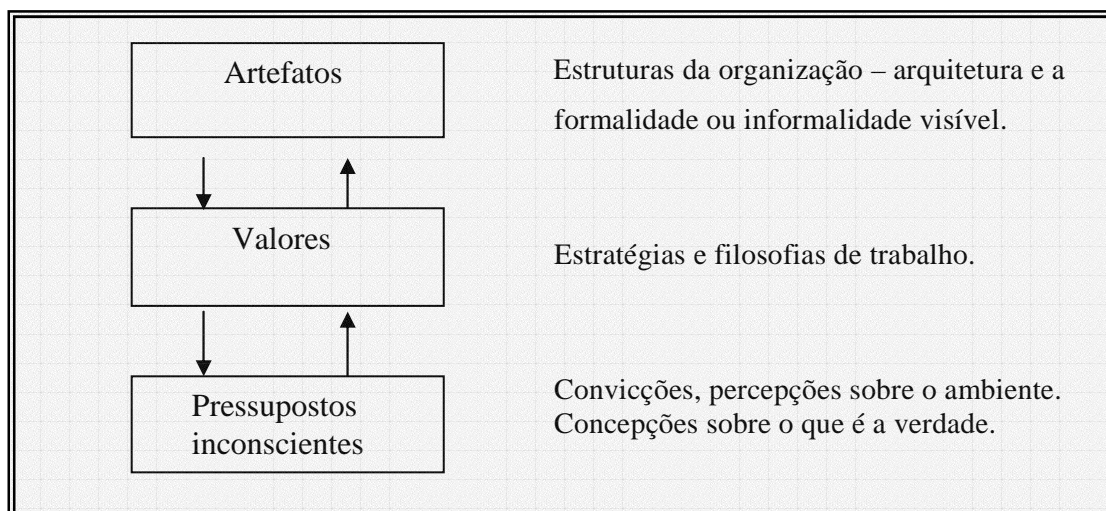 Artefatos
Estruturas da organização – arquitetura e a
formalidade ou informalidade visível.
Valores
Estratégias e filosofias de trabalho.
Pressupostos
inconscientes
Convicções, percepções sobre o ambiente.
Concepções sobre o que é a verdade.